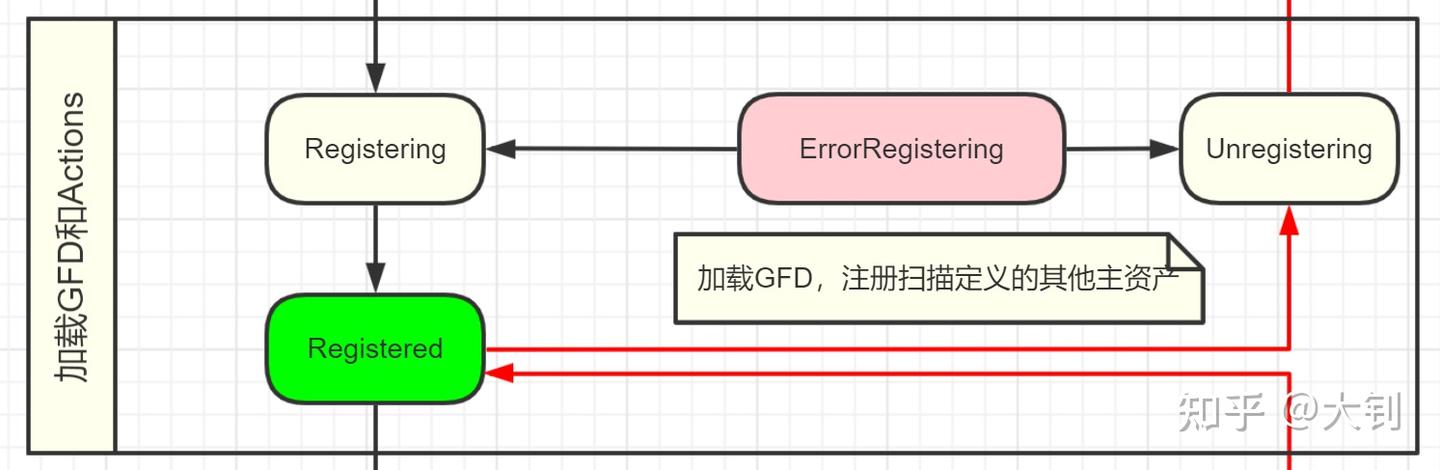 加载GFD和Actions
Registering
ErrorRegistering
Unregistering
加载GFD，注册扫描定义的其他主资产
Registered
知乎 @大钊